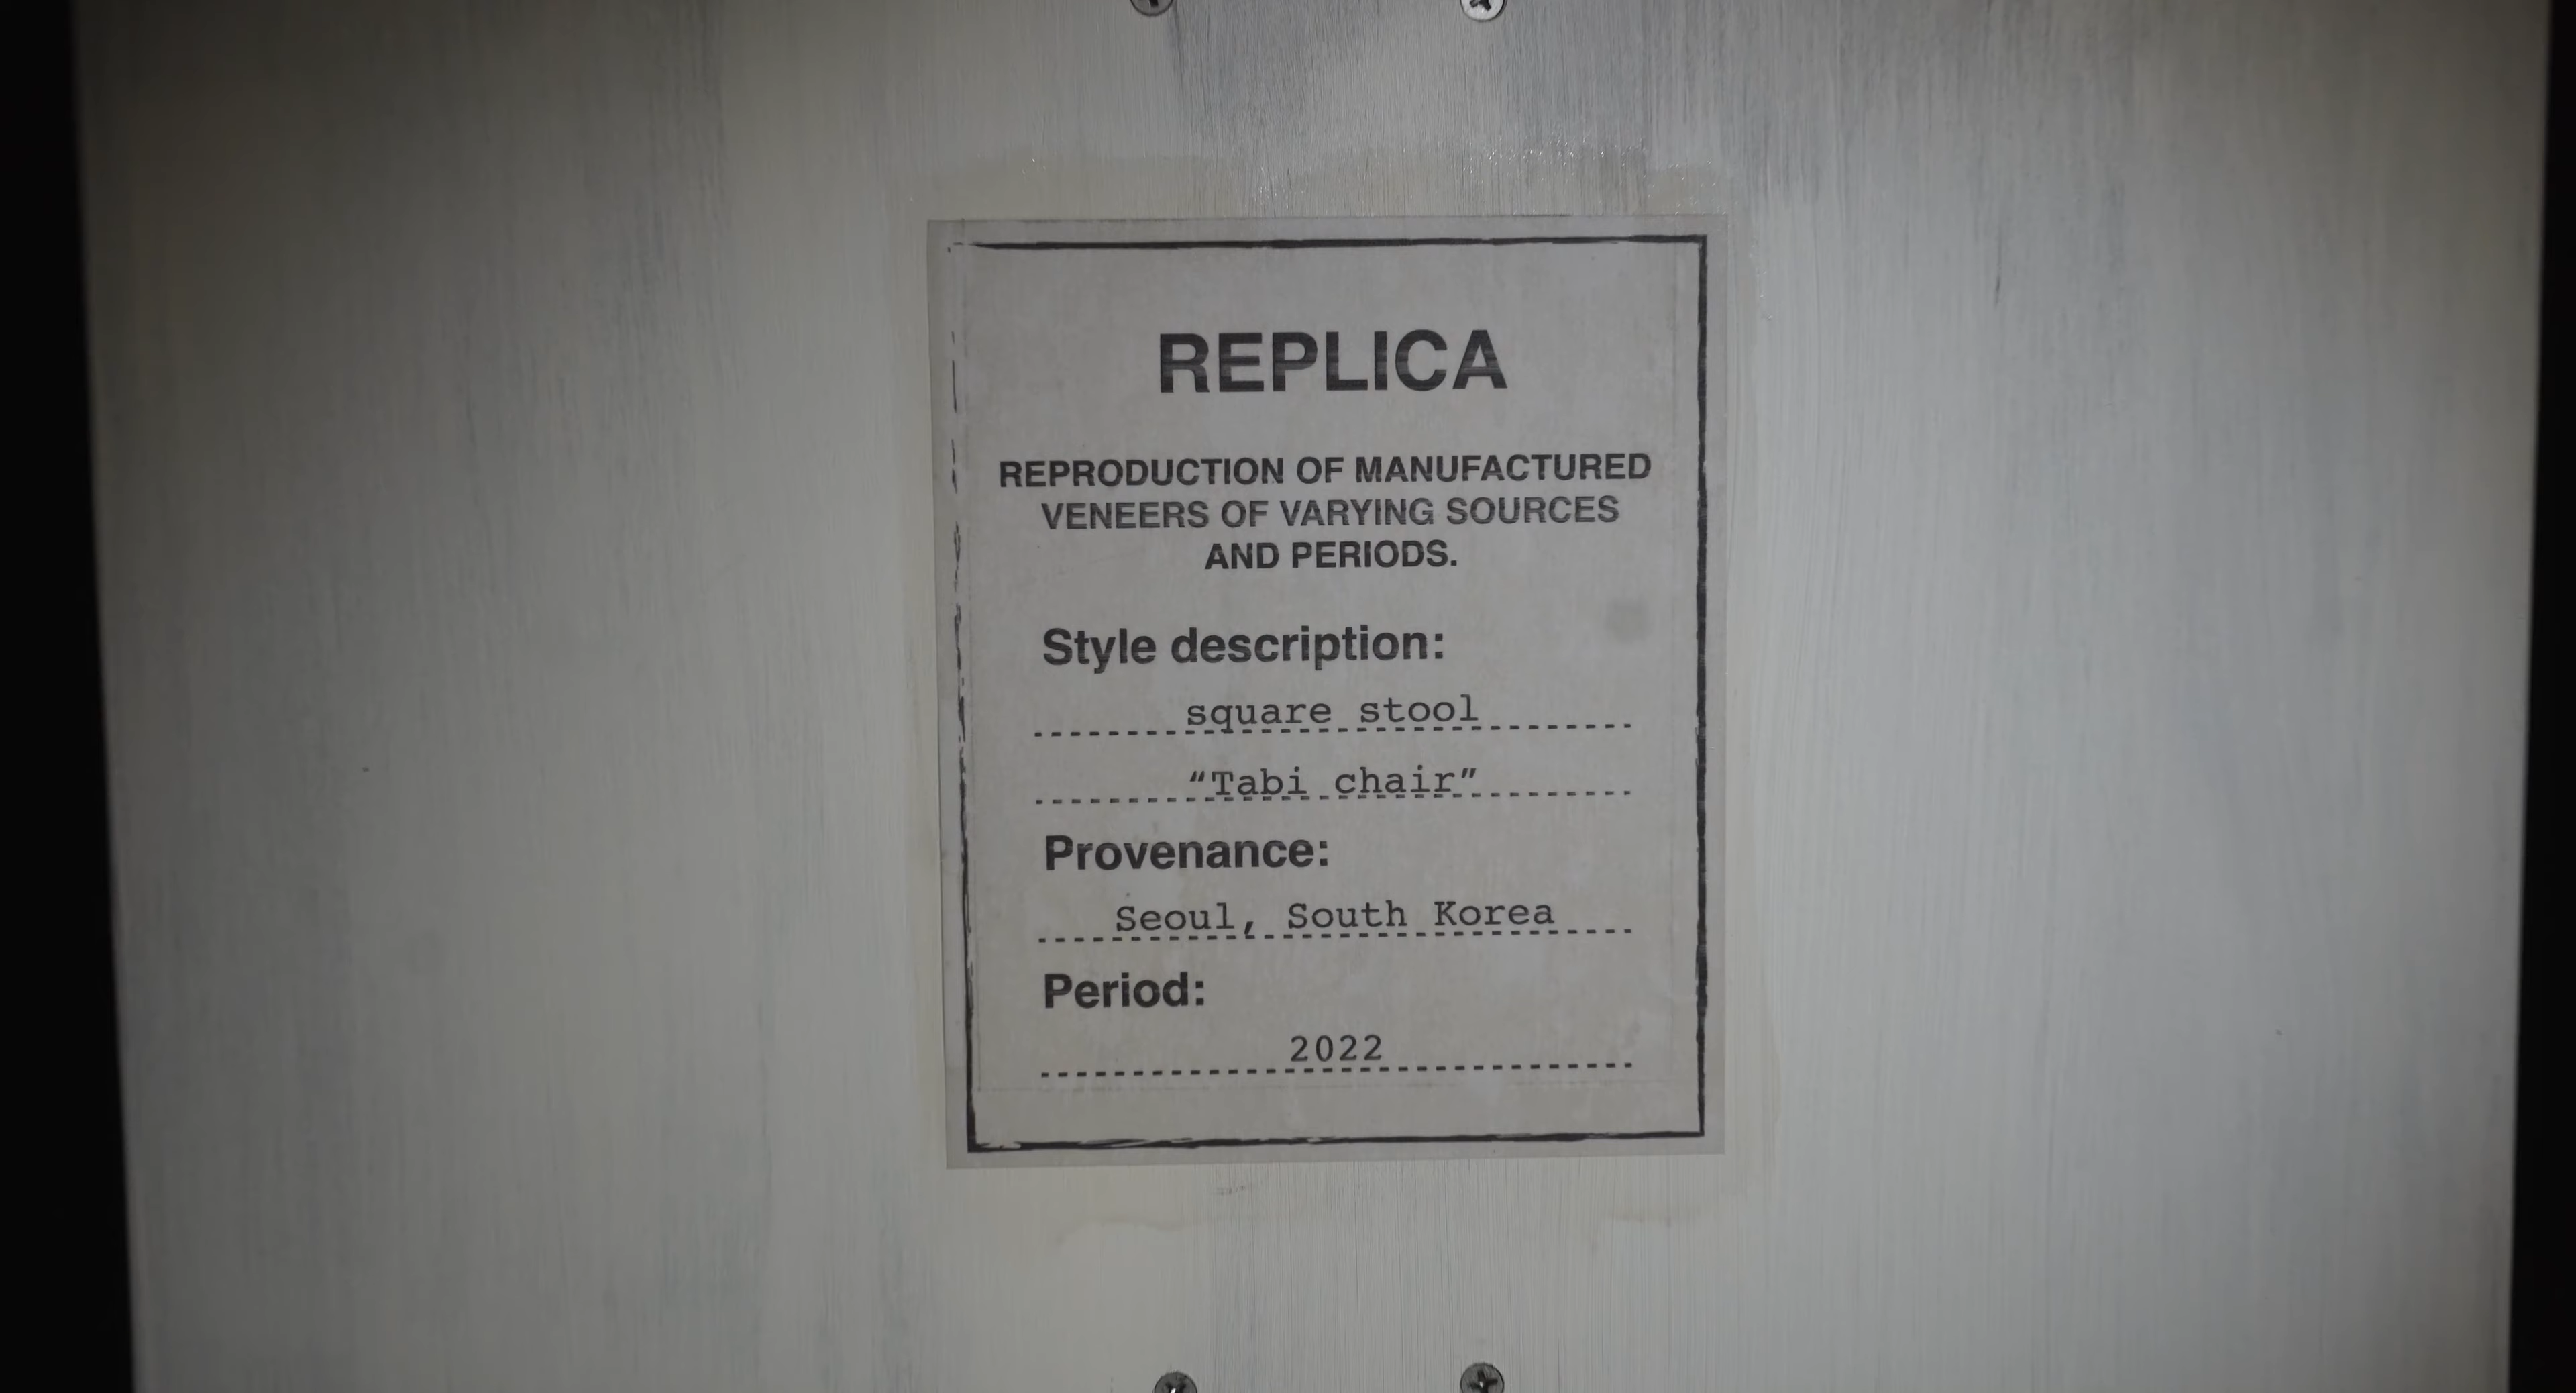 REPLICA
REPRODUCTION OF MANUFACTURED
VENEERS OF VARYING SOURCES
AND PERIODS.
Style description:
square stool
“Tabi chair”
Provenance:
Seoul, South Korea
Period:
2022